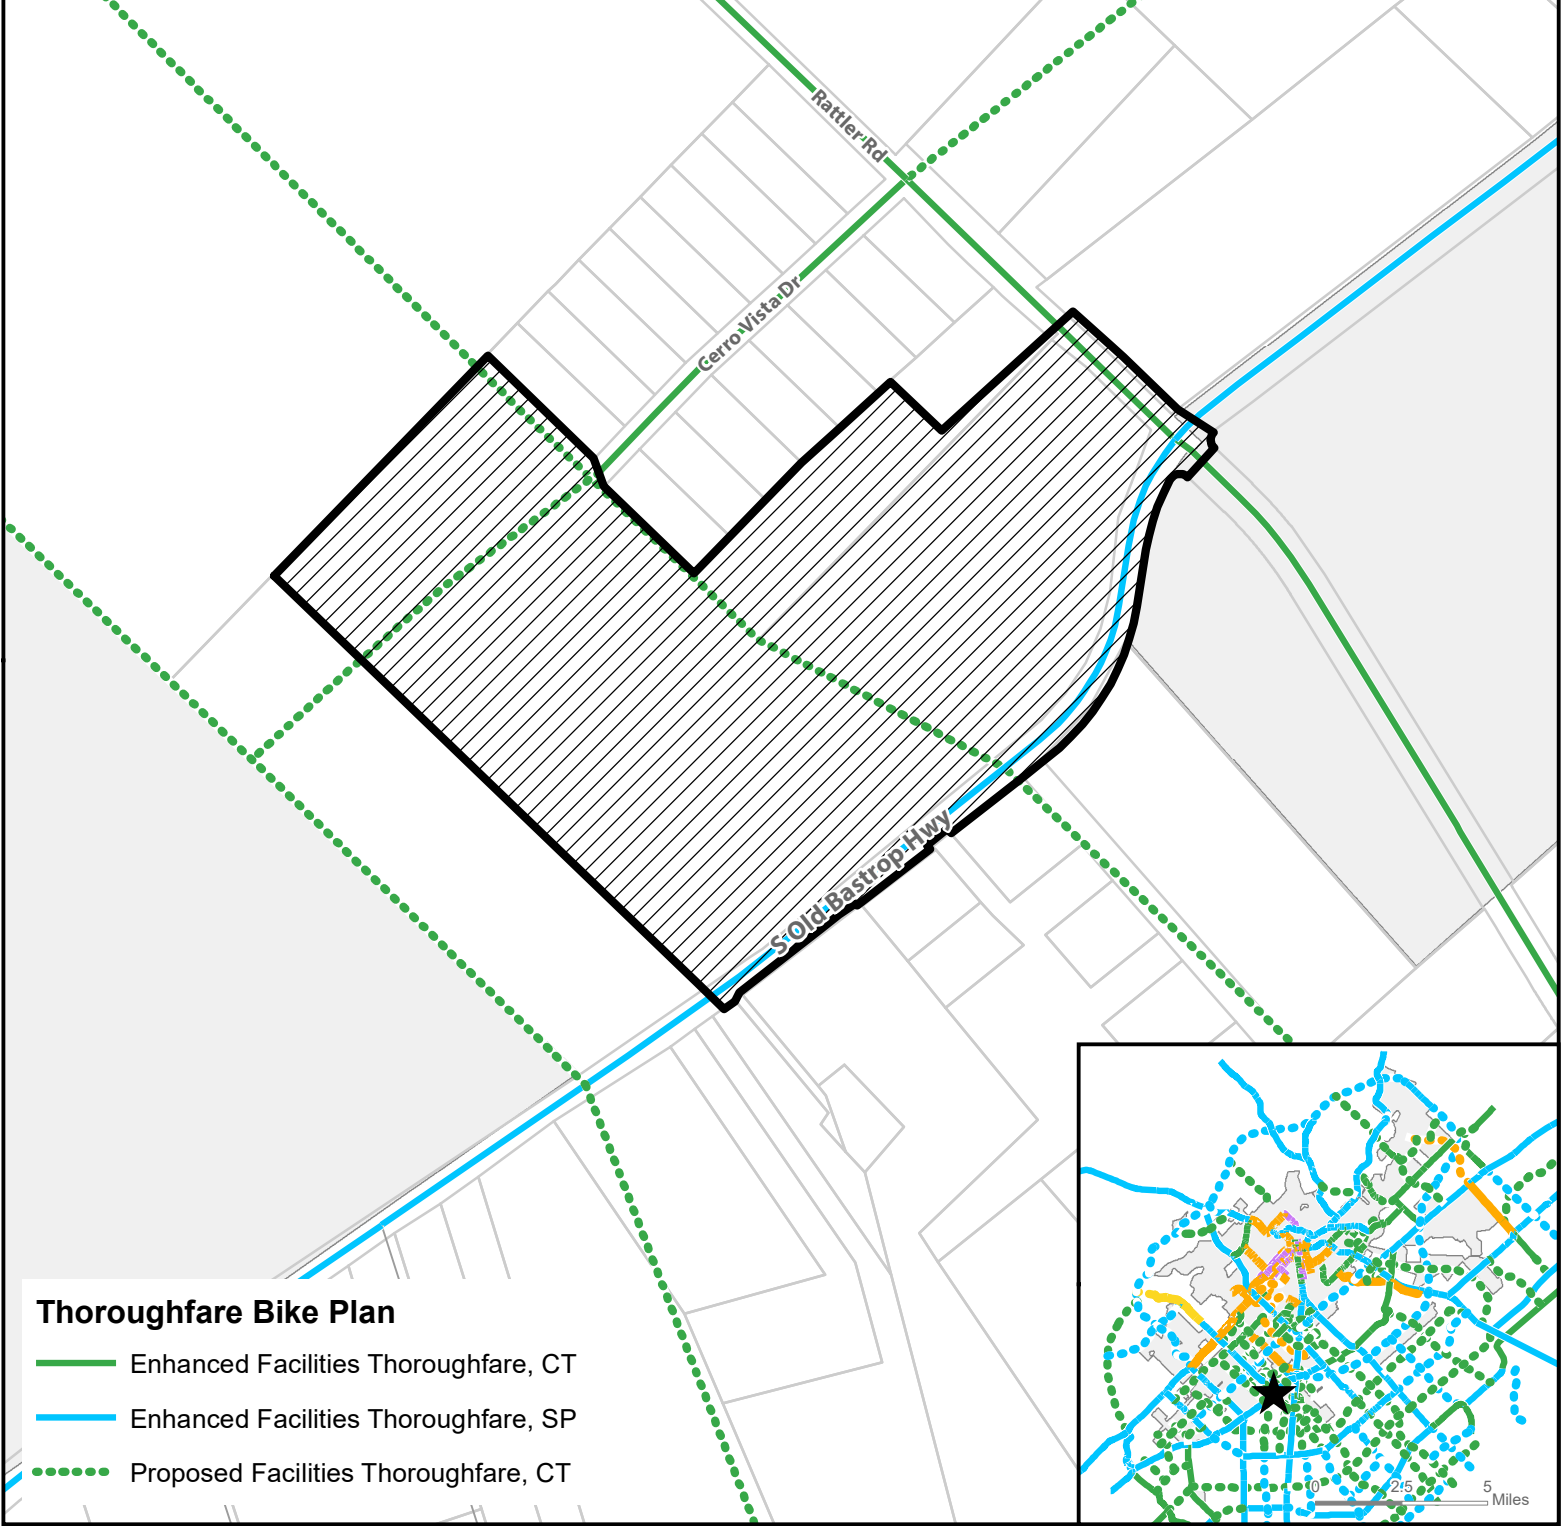 Rattler Rd
Cerro Vista Dr
S Old Bastrop Hwy
Thoroughfare Bike Plan
Enhanced Facilities Thoroughfare, CT
Enhanced Facilities Thoroughfare, SP
Proposed Facilities Thoroughfare, CT
0 2.5 5
Miles